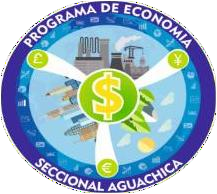 PROGRAMA DE ECONOMIA
£
¥
$
€
SECCIONAL AGUACHICA